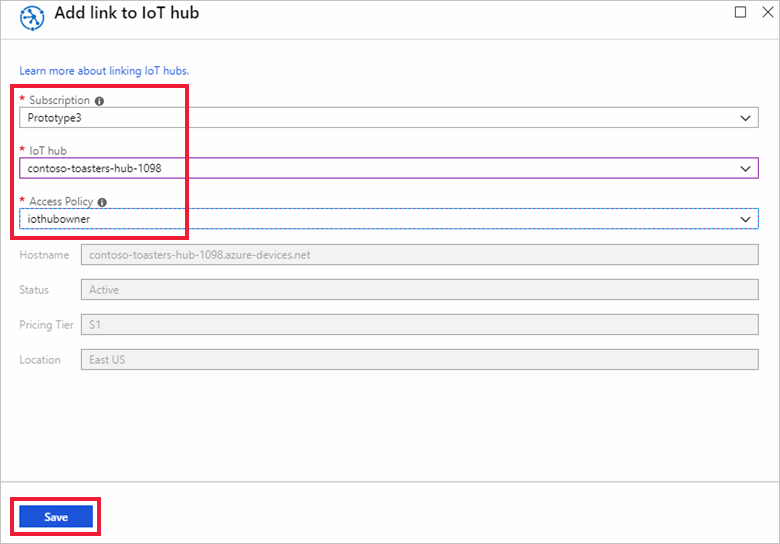 Add link to IoT hub
Learn more about linking IoT hubs.
* Subscription
Prototype3
* IoT hub
contoso-toasters-hub-1098
* Access Policy
iothubowner
Hostname contoso-toasters-hub-1098.azure-devices.net
Status Active
Pricing Tier S1
Location East US
Save